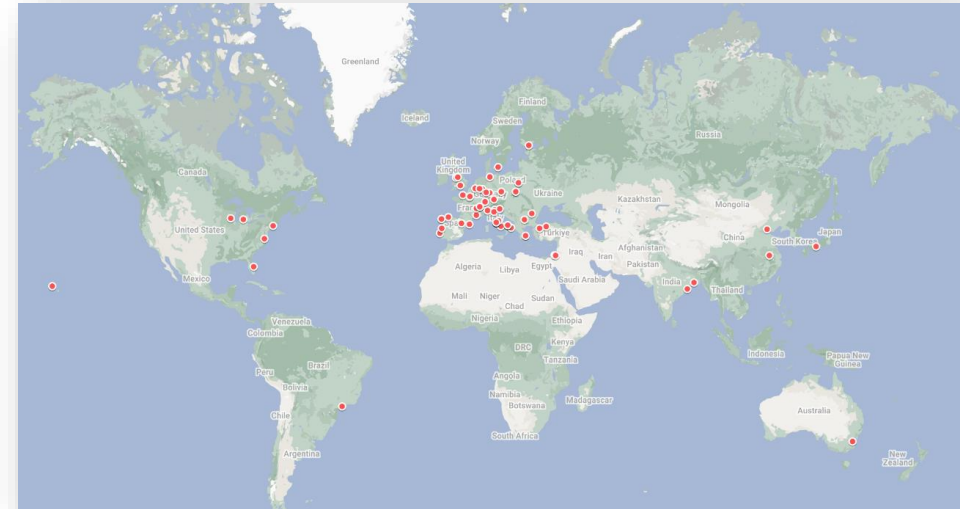 Greenland
Iceland
Finland
Sweden
Norway
Russia
United
Kingdom
Canada
Poland
Ukraine
Kazakhstan
Mongolia
United States
Türkiye
China
Japan
South Korea
Iraq
Iran
Afghanistan
Pakistan
Algeria
Libya
Egypt
Saudi Arabia
Mexico
India
Thailand
Mali
Niger
Chad
Sudan
Nigeria
Ethiopia
Venezuela
Colombia
DRC
Kenya
Tanzania
Indonesia
Papua New
Guinea
Peru
Brazil
Bolivia
Angola
Namibia
Botswana
Madagascar
Chile
Australia
South Africa
Argentina
New
Zealand